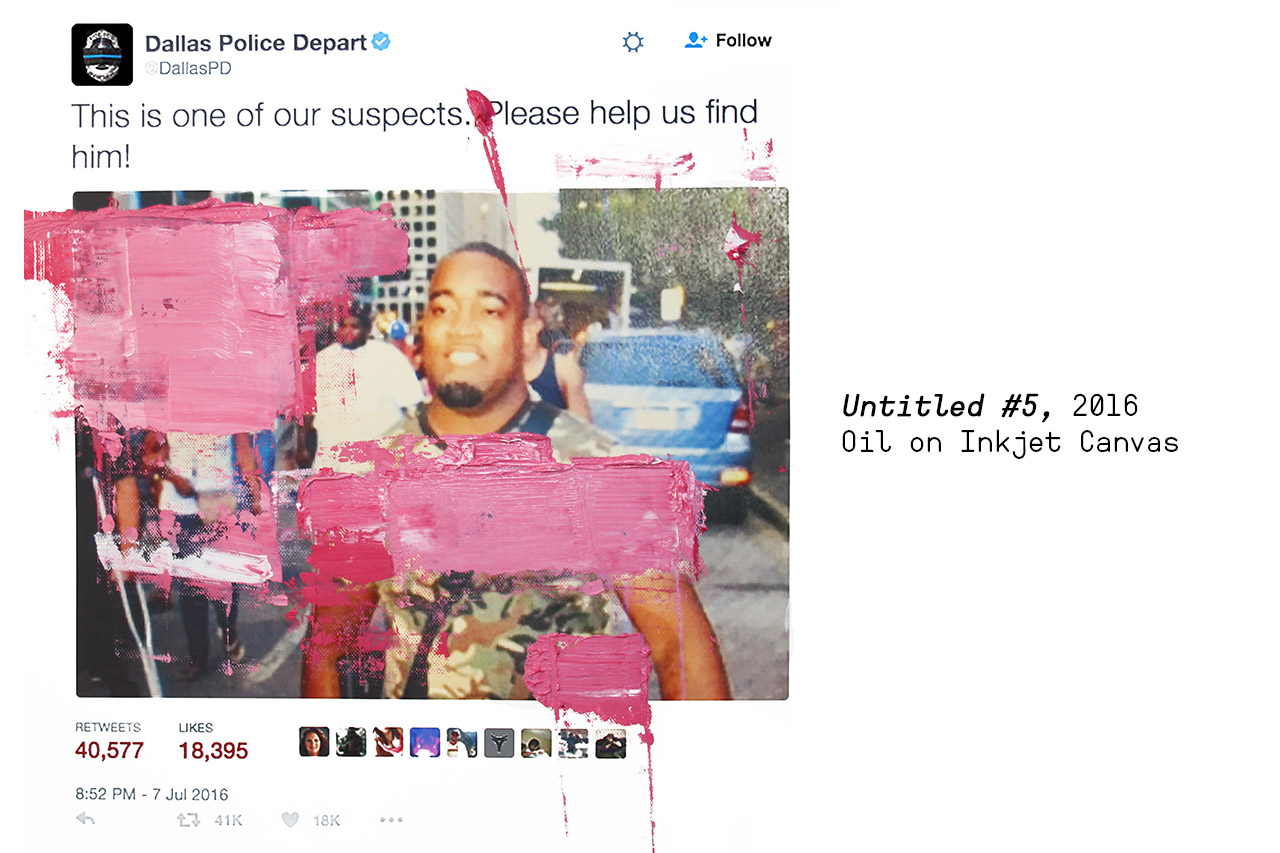 Dallas Police Depart
@DallasPD
Follow
This is one of our suspects. Please help us find
him!
RETWEETS
LIKES
40,577
18,395
8:52 PM - 7 Jul 2016
41K
18K
Untitled #5, 2016
Oil on Inkjet Canvas